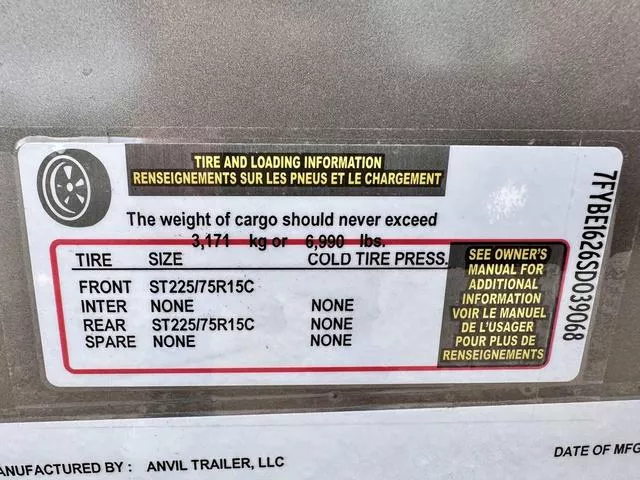 TIRE AND LOADING INFORMATION
RENSEIGNEMENTS SUR LES PNEUS ET LE CHARGEMENT
The weight of cargo should never exceed
3,171 kg or 6,990 lbs.
TIRE SIZE COLD TIRE PRESS.
FRONT ST225/75R15C
INTER NONE NONE
REAR ST225/75R15C NONE
SPARE NONE NONE
SEE OWNER'S
MANUAL FOR
ADDITIONAL
INFORMATION
VOIR LE MANUEL
DE L'USAGER
POUR PLUS DE
RENSEIGNEMENTS
7FYBE1626SD039068
ANUFACTURED BY : ANVIL TRAILER, LLC
DATE OF MFG